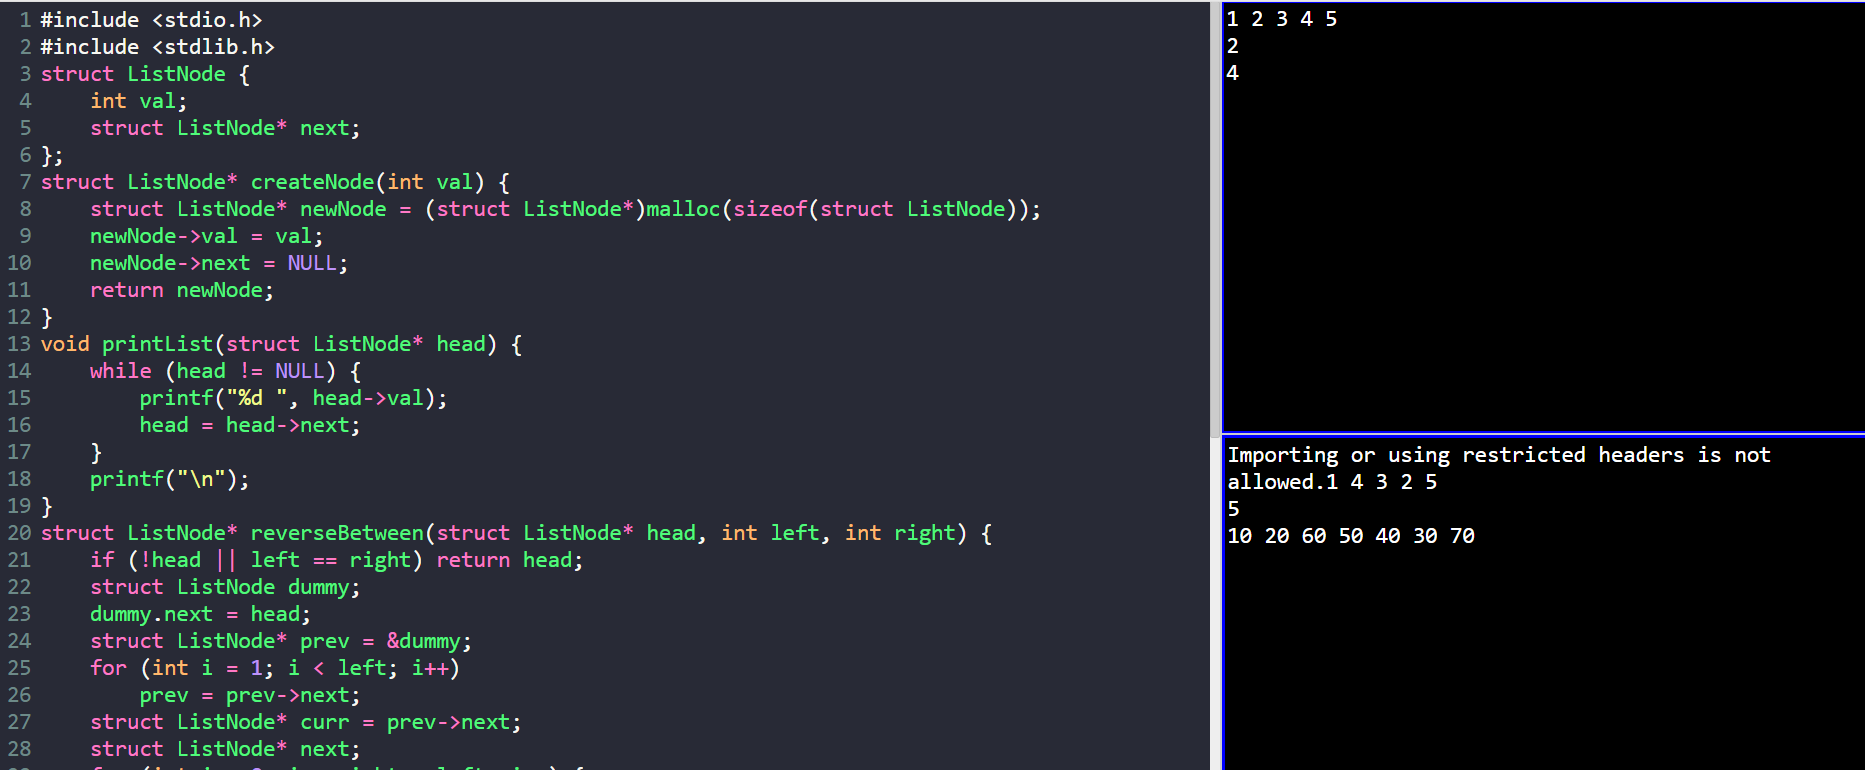 1 #include <stdio.h>
2 #include <stdlib.h>
3 struct ListNode {
4     int val;
5     struct ListNode* next;
6 };
7 struct ListNode* createNode(int val) {
8     struct ListNode* newNode = (struct ListNode*)malloc(sizeof(struct ListNode));
9     newNode->val = val;
10     newNode->next = NULL;
11     return newNode;
12 }
13 void printList(struct ListNode* head) {
14     while (head != NULL) {
15         printf("%d ", head->val);
16         head = head->next;
17     }
18     printf("\n");
19 }
20 struct ListNode* reverseBetween(struct ListNode* head, int left, int right) {
21     if (!head || left == right) return head;
22     struct ListNode dummy;
23     dummy.next = head;
24     struct ListNode* prev = &dummy;
25     for (int i = 1; i < left; i++)
26         prev = prev->next;
27     struct ListNode* curr = prev->next;
28     struct ListNode* next;
1 2 3 4 5
2
4
Importing or using restricted headers is not
allowed.1 4 3 2 5
5
10 20 60 50 40 30 70